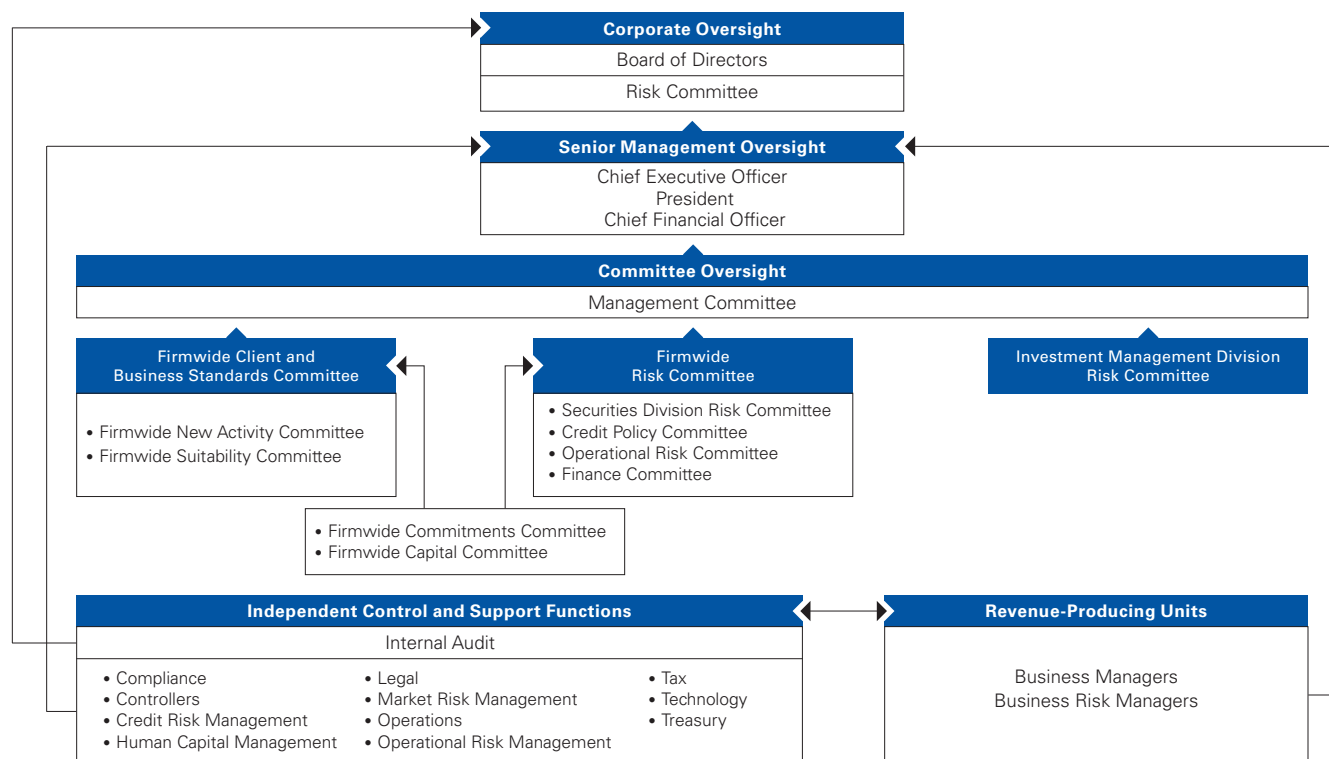 Corporate Oversight
Board of Directors
Risk Committee
Senior Management Oversight
Chief Executive Officer
President
Chief Financial Officer
Committee Oversight
Management Committee
Firmwide Client and
Business Standards Committee
• Firmwide New Activity Committee
• Firmwide Suitability Committee
Firmwide
Risk Committee
• Securities Division Risk Committee
• Credit Policy Committee
• Operational Risk Committee
• Finance Committee
Investment Management Division
Risk Committee
• Firmwide Commitments Committee
• Firmwide Capital Committee
Independent Control and Support Functions
Internal Audit
• Compliance
• Controllers
• Credit Risk Management
• Human Capital Management
• Legal
• Market Risk Management
• Operations
• Operational Risk Management
• Tax
• Technology
• Treasury
Revenue-Producing Units
Business Managers
Business Risk Managers